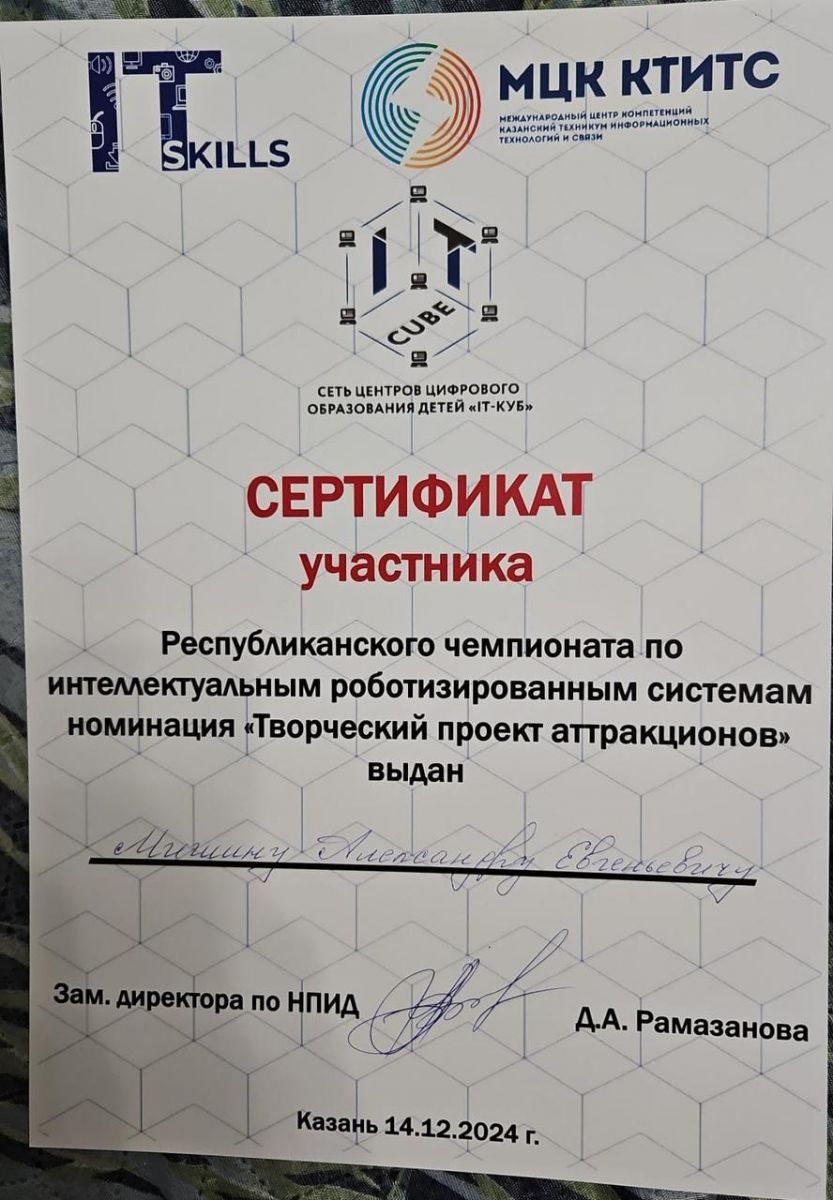 IT
SKILLS
МЦК КТИТС
МЕЖДУНАРОДНЫЙ ЦЕНТР КОМПЕТЕНЦИЙ
КАЗАНСКИЙ ТЕХНИКУМ ИНФОРМАЦИОННЫХ
ТЕХНОЛОГИЙ И СВЯЗИ
IT
CUBE
СЕТЬ ЦЕНТРОВ ЦИФРОВОГО
ОБРАЗОВАНИЯ ДЕТЕЙ «IT-КУБ»
СЕРТИФИКАТ
участника
Республиканского чемпионата по
интеллектуальным роботизированным системам
номинация «Творческий проект аттракционов»
выдан
Мишину Александру Евгеньевичу
Зам. директора по НПИД
Д.А. Рамазанова
Казань 14.12.2024 г.